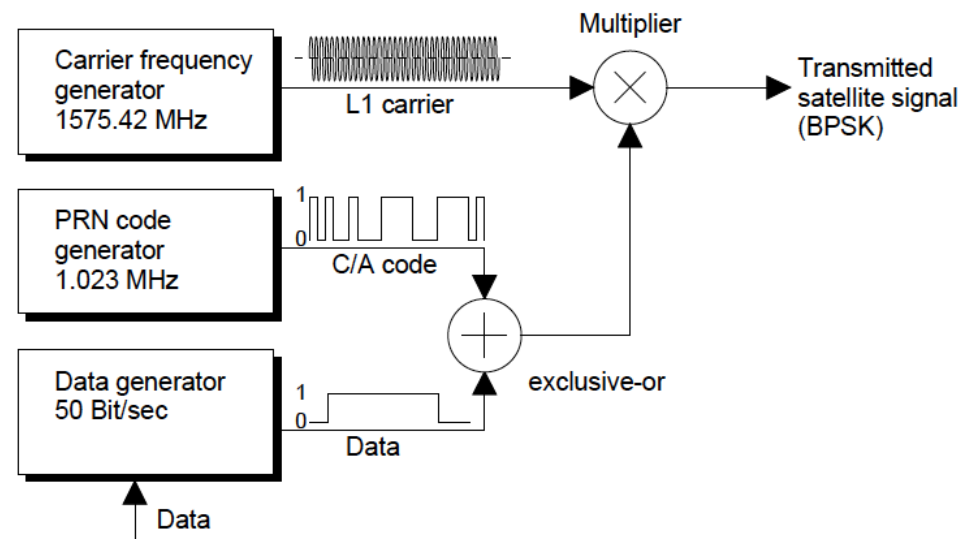 Carrier frequency
generator
1575.42 MHz
L1 carrier
Multiplier
Transmitted
satellite signal
(BPSK)
PRN code
generator
1.023 MHz
1
0
C/A code
exclusive-or
Data generator
50 Bit/sec
1
0
Data
Data